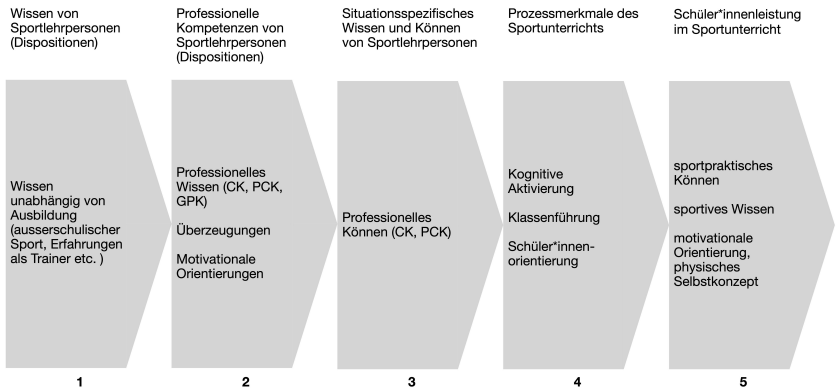 Wissen von
Sportlehrpersonen
(Dispositionen)
Professionelle
Kompetenzen von
Sportlehrpersonen
(Dispositionen)
Situationsspezifisches
Wissen und Können
von Sportlehrpersonen
Prozessmerkmale des
Sportunterrichts
Schüler*innenleistung
im Sportunterricht
Wissen
unabhängig von
Ausbildung
(ausserschulischer
Sport, Erfahrungen
als Trainer etc. )
Professionelles
Wissen (CK, PCK,
GPK)
Überzeugungen
Motivationale
Orientierungen
Professionelles
Können (CK, PCK)
Kognitive
Aktivierung
Klassenführung
Schüler*innen-
orientierung
sportpraktisches
Können
sportives Wissen
motivationale
Orientierung,
physisches
Selbstkonzept
1
2
3
4
5